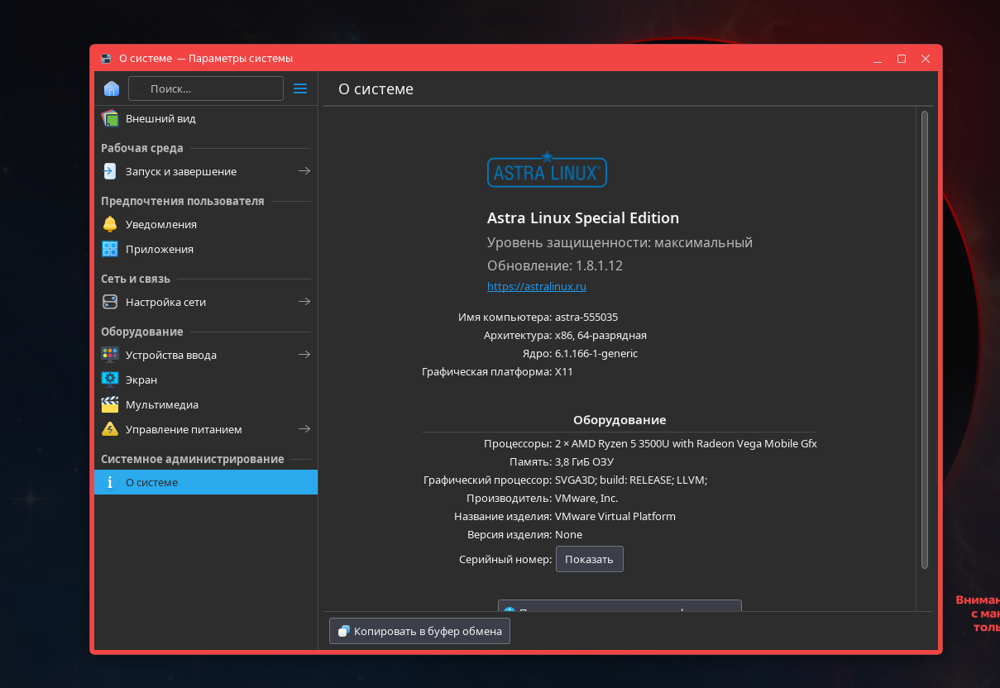 О системе — Параметры системы
Поиск...
О системе
Внешний вид
Рабочая среда
Запуск и завершение
Предпочтения пользователя
Уведомления
Приложения
Сеть и связь
Настройка сети
Оборудование
Устройства ввода
Экран
Мультимедиа
Управление питанием
Системное администрирование
О системе
ASTRA LINUX
Astra Linux Special Edition
Уровень защищенности: максимальный
Обновление: 1.8.1.12
https://astralinux.ru
Имя компьютера: astra-555035
Архитектура: x86, 64-разрядная
Ядро: 6.1.166-1-generic
Графическая платформа: X11
Оборудование
Процессоры: 2 × AMD Ryzen 5 3500U with Radeon Vega Mobile Gfx
Память: 3,8 ГиБ ОЗУ
Графический процессор: SVGA3D; build: RELEASE; LLVM;
Производитель: VMware, Inc.
Название изделия: VMware Virtual Platform
Версия изделия: None
Серийный номер: Показать
Копировать в буфер обмена
Вниман
с ма
толь